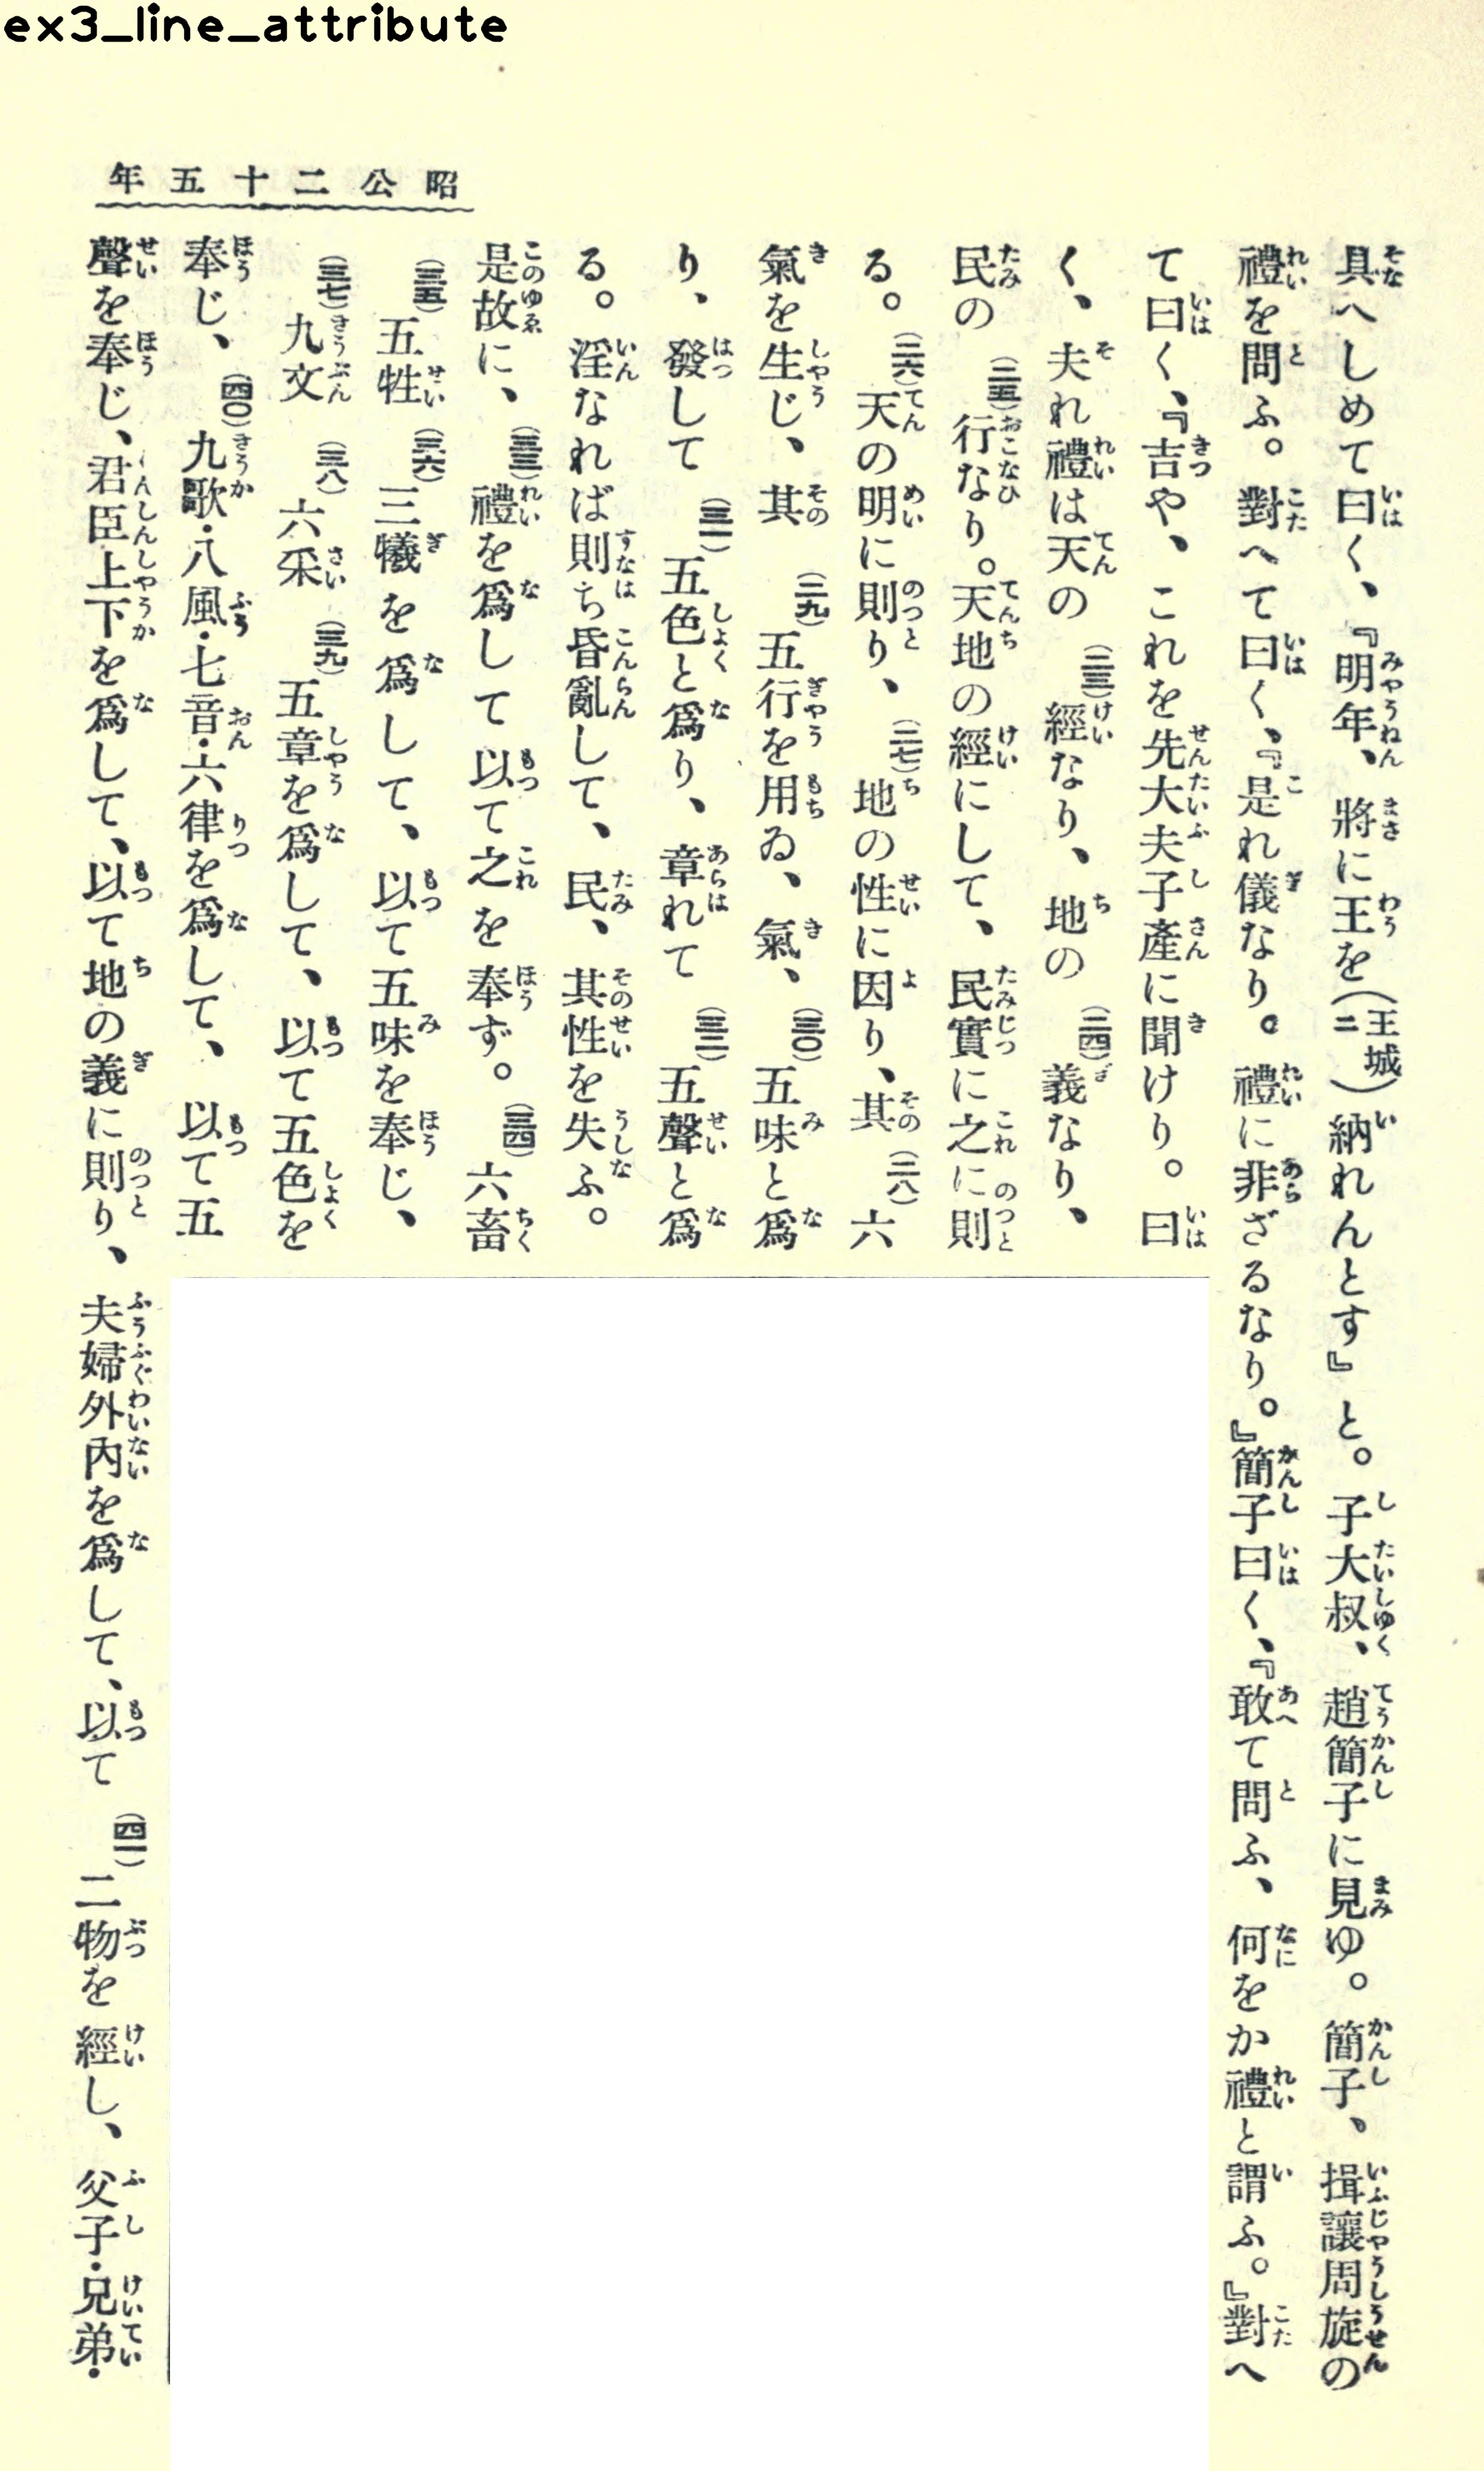 ex3_line_attribute
昭公二十五年
具へしめて曰く、『明年、將に王を(王城ニ)納れんとす』と。子大叔、趙簡子に見ゆ。簡子、揖讓周旋の
禮を問ふ。對へて曰く、『是れ儀なり。禮に非ざるなり。』簡子曰く、『敢て問ふ、何をか禮と謂ふ。』對へ
て曰く、『吉や、これを先大夫子產に聞けり。曰
く、夫れ禮は天の(二三)經なり、地の(二四)義なり、
民の(二五)行なり。天地の經にして、民實に之に則
る。(二六)天の明に則り、(二七)地の性に因り、其(二八)六
氣を生じ、其(二九)五行を用ゐ、氣、(三〇)五味と爲
り、發して(三一)五色と爲り、章れて(三二)五聲と爲
る。淫なれば則ち昏亂して、民、其性を失ふ。
是故に、(三三)禮を爲して以て之を奉ず。(三四)六畜
(三五)五牲(三六)三犧を爲して、以て五味を奉じ、
(三七)九文(三八)六采(三九)五章を爲して、以て五色を
奉じ、(四〇)九歌・八風・七音・六律を爲して、以て五
聲を奉じ、君臣上下を爲して、以て地の義に則り、夫婦外內を爲して、以て(四一)二物を經し、父子・兄弟・